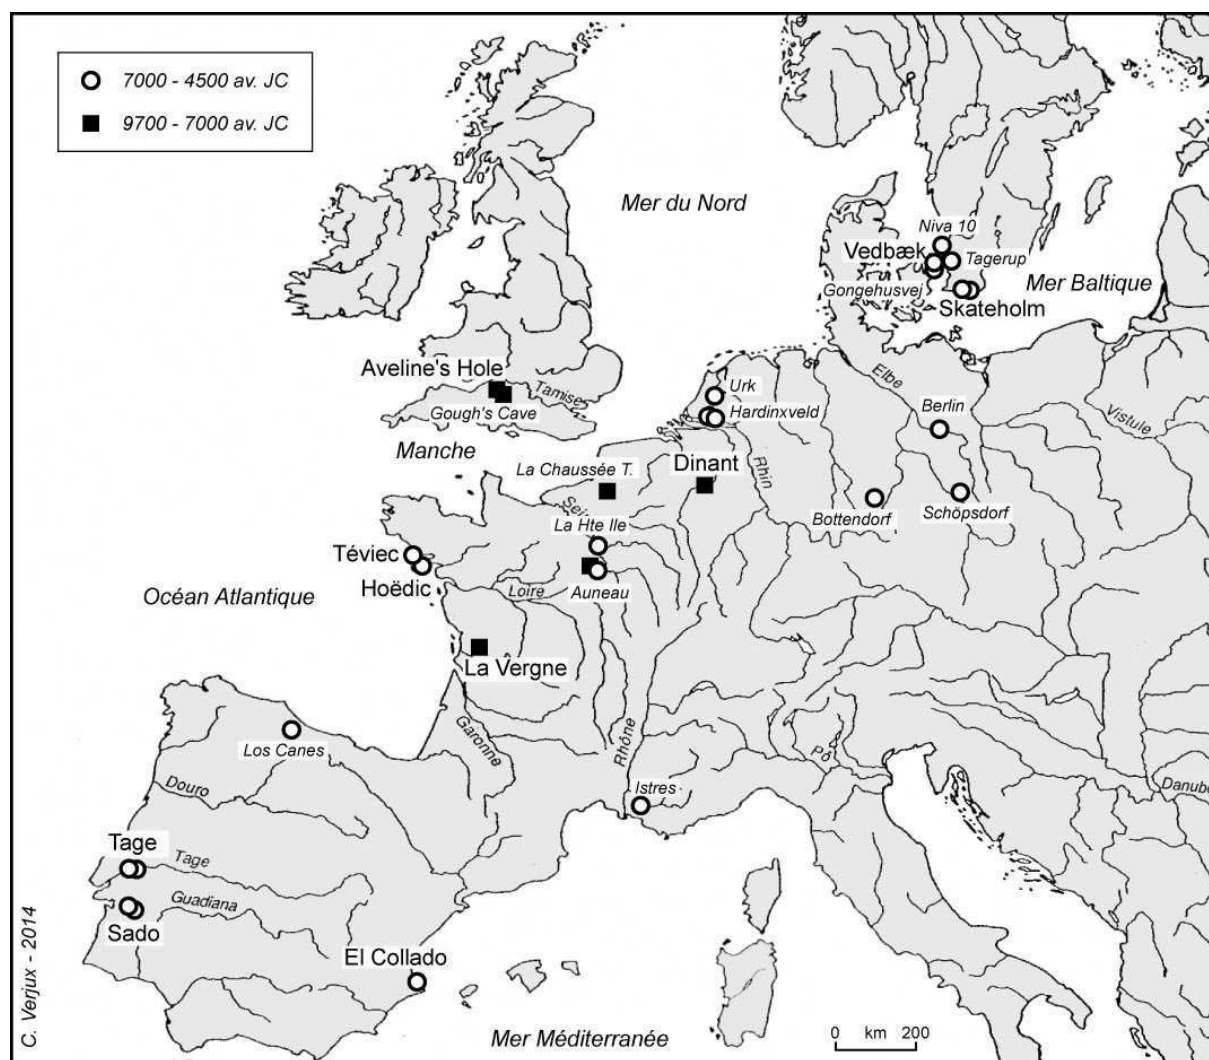 7000 - 4500 av. JC
9700 - 7000 av. JC
Mer du Nord
Niva 10
Vedbæk
Tagerup
Gongehusvej
Mer Baltique
Skateholm
Aveline's Hole
Tamise
Gough's Cave
Urk
Hardinxveld
Elbe
Berlin
Vistule
Manche
La Chaussée T.
Dinant
Rhin
Bottendorf
Schöpsdorf
Sei
La Hte Ile
Téviec
Hoëdic
Loire
Auneau
Océan Atlantique
La Vergne
Los Canes
Garonne
Rhône
Pô
Danube
Douro
Istres
Tage
Tage
Guadiana
Sado
El Collado
C. Verjux - 2014
Mer Méditerranée
0 km 200